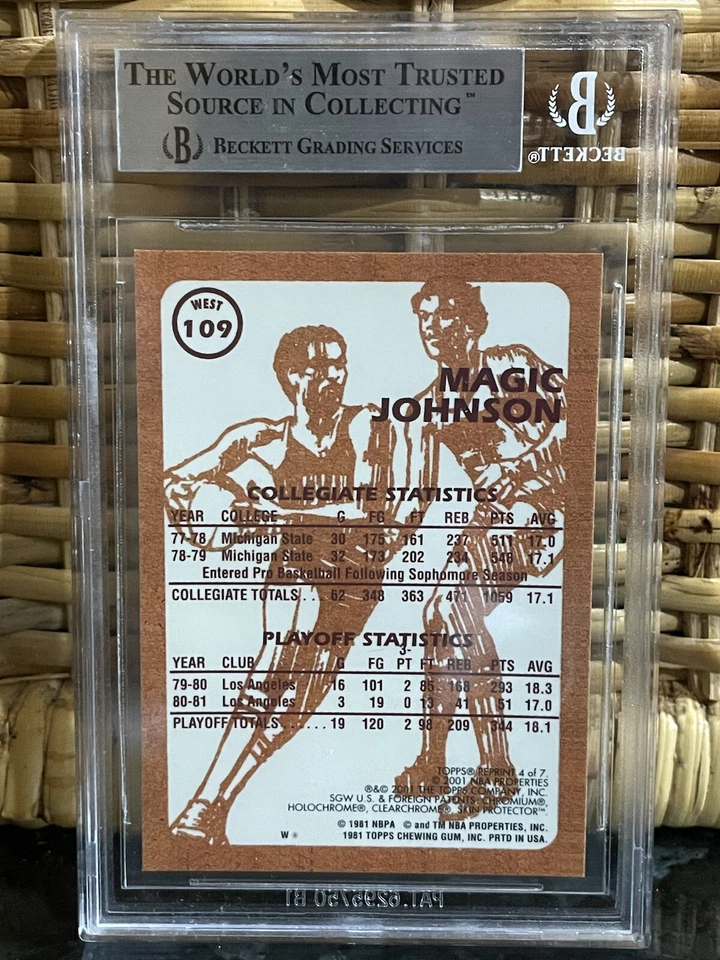 THE WORLD'S MOST TRUSTED
SOURCE IN COLLECTING™
B BECKETT GRADING SERVICES
B
BECKETT®
WEST
109
MAGIC
JOHNSON
COLLEGIATE STATISTICS
YEAR COLLEGE G FG FT REB PTS AVG
77-78 Michigan State 30 175 161 237 511 17.0
78-79 Michigan State 32 173 202 234 548 17.1
Entered Pro Basketball Following Sophomore Season
COLLEGIATE TOTALS.... 62 348 363 471 1059 17.1
PLAYOFF STATISTICS
3-
YEAR CLUB G FG PT FT REB PTS AVG
79-80 Los Angeles 16 101 2 85 168 293 18.3
80-81 Los Angeles 3 19 0 13 41 51 17.0
PLAYOFF TOTALS....... 19 120 2 98 209 344 18.1
TOPPS® REPRINT 4 of 7
© 2001 NBA PROPERTIES
®&© 2001 THE TOPPS COMPANY, INC.
SGW U.S. & FOREIGN PATENTS. CHROMIUM®,
HOLOCHROME®, CLEARCHROME®, SKIN PROTECTOR™
© 1981 NBPA © and TM NBA PROPERTIES, INC.
W * 1981 TOPPS CHEWING GUM, INC. PRTD IN USA.
PAT. 6295750 B1